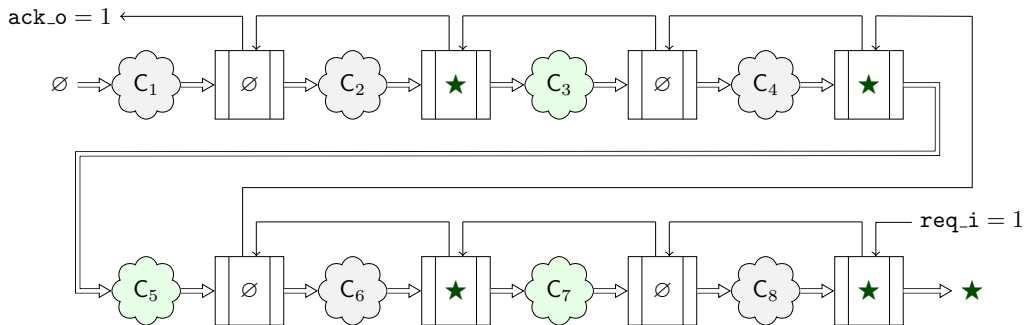 ack_o = 1
∅ C₁ ∅ C₂ ★ C₃ ∅ C₄ ★
req_i = 1
C₅ ∅ C₆ ★ C₇ ∅ C₈ ★ ★